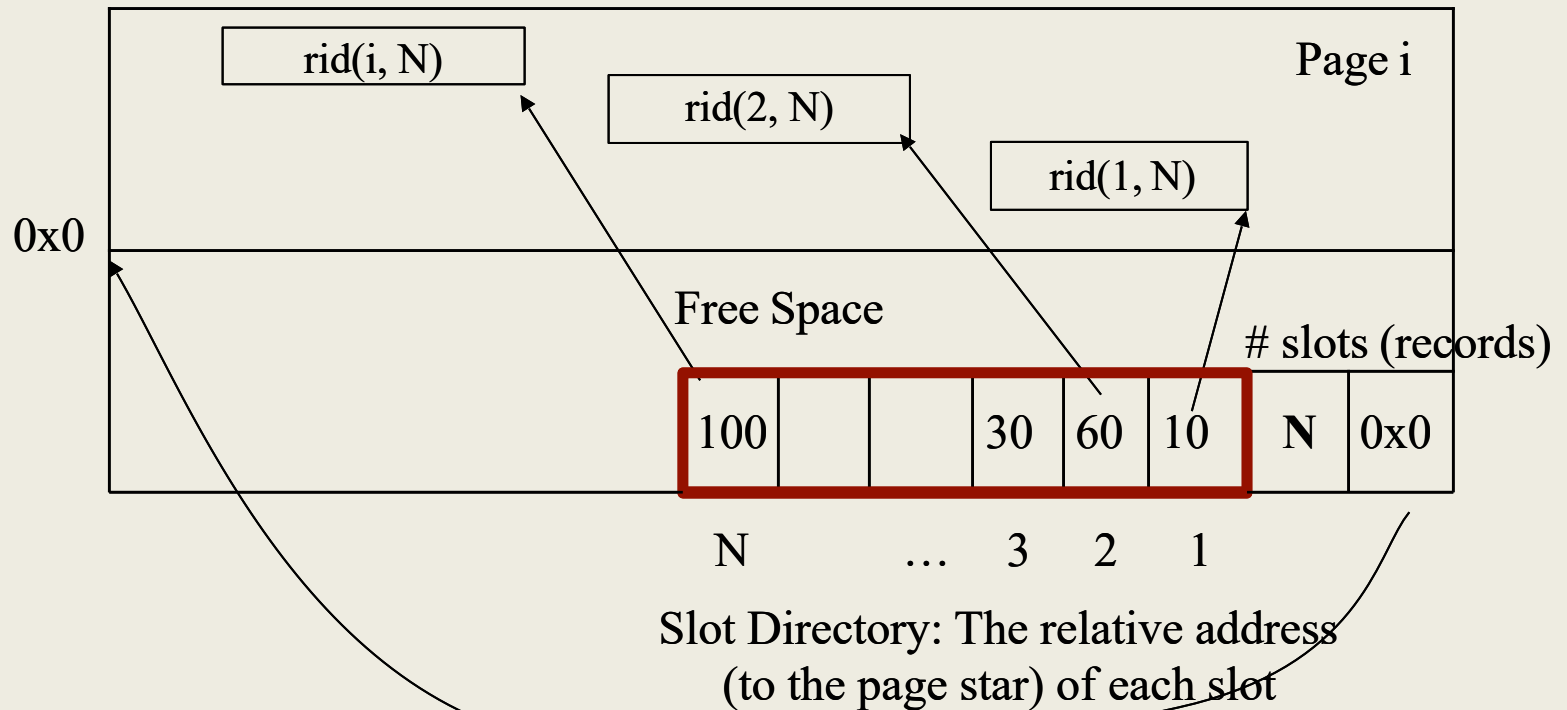 rid(i, N)
Page i
rid(2, N)
rid(1, N)
0x0
Free Space
# slots (records)
100 30 60 10 N 0x0
N ... 3 2 1
Slot Directory: The relative address
(to the page star) of each slot